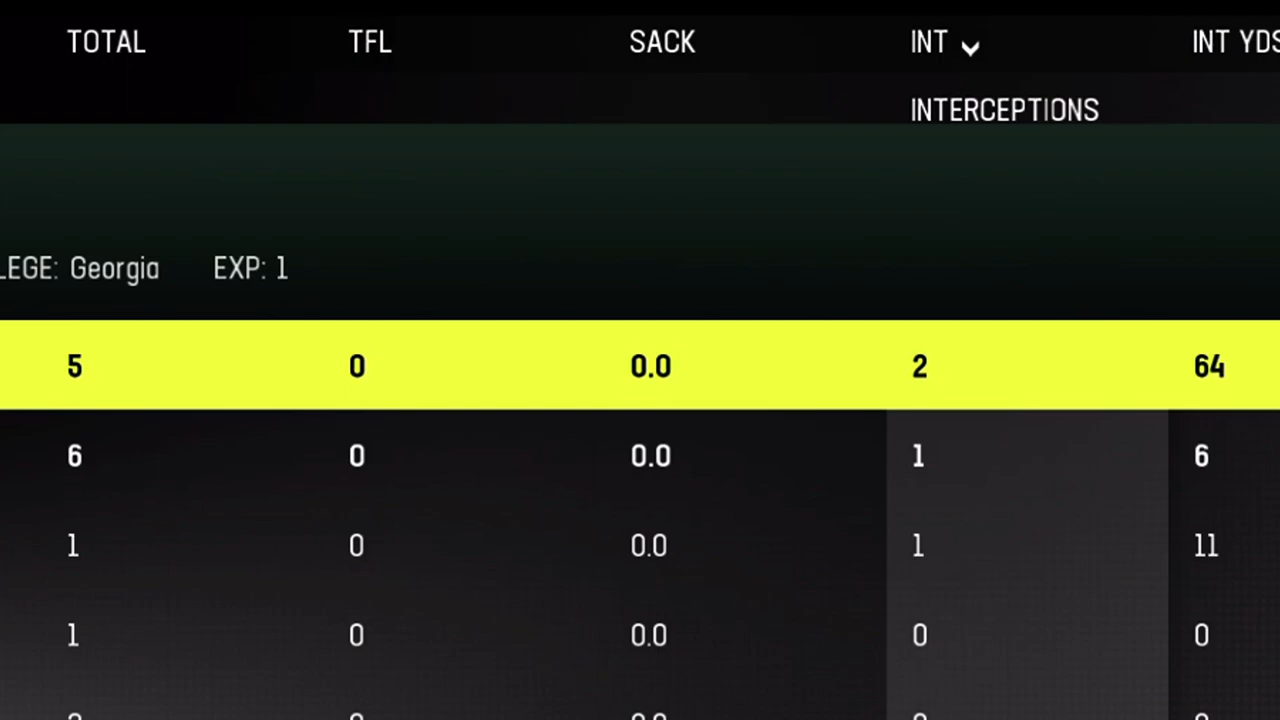 TOTAL TFL SACK INT INT YDS
INTERCEPTIONS
LEGE: Georgia EXP: 1
5 0 0.0 2 64
6 0 0.0 1 6
1 0 0.0 1 11
1 0 0.0 0 0